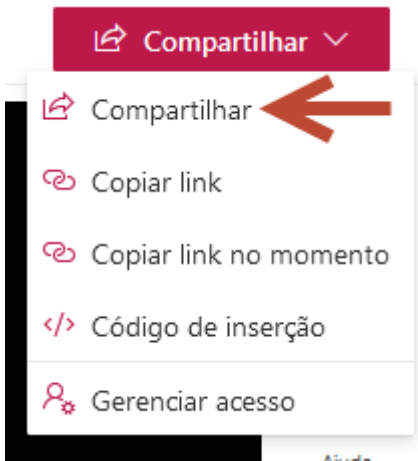 Compartilhar
Compartilhar
Copiar link
Copiar link no momento
</> Código de inserção
Gerenciar acesso